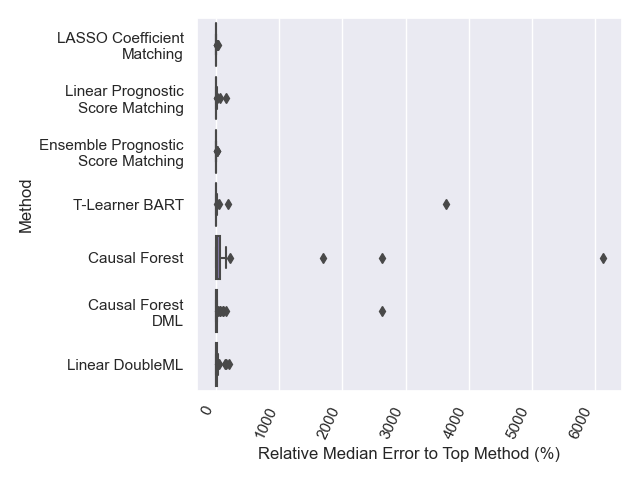 LASSO Coefficient
Matching
Linear Prognostic
Score Matching
Ensemble Prognostic
Score Matching
T-Learner BART
Causal Forest
Causal Forest
DML
Linear DoubleML
Method
0 1000 2000 3000 4000 5000 6000
Relative Median Error to Top Method (%)